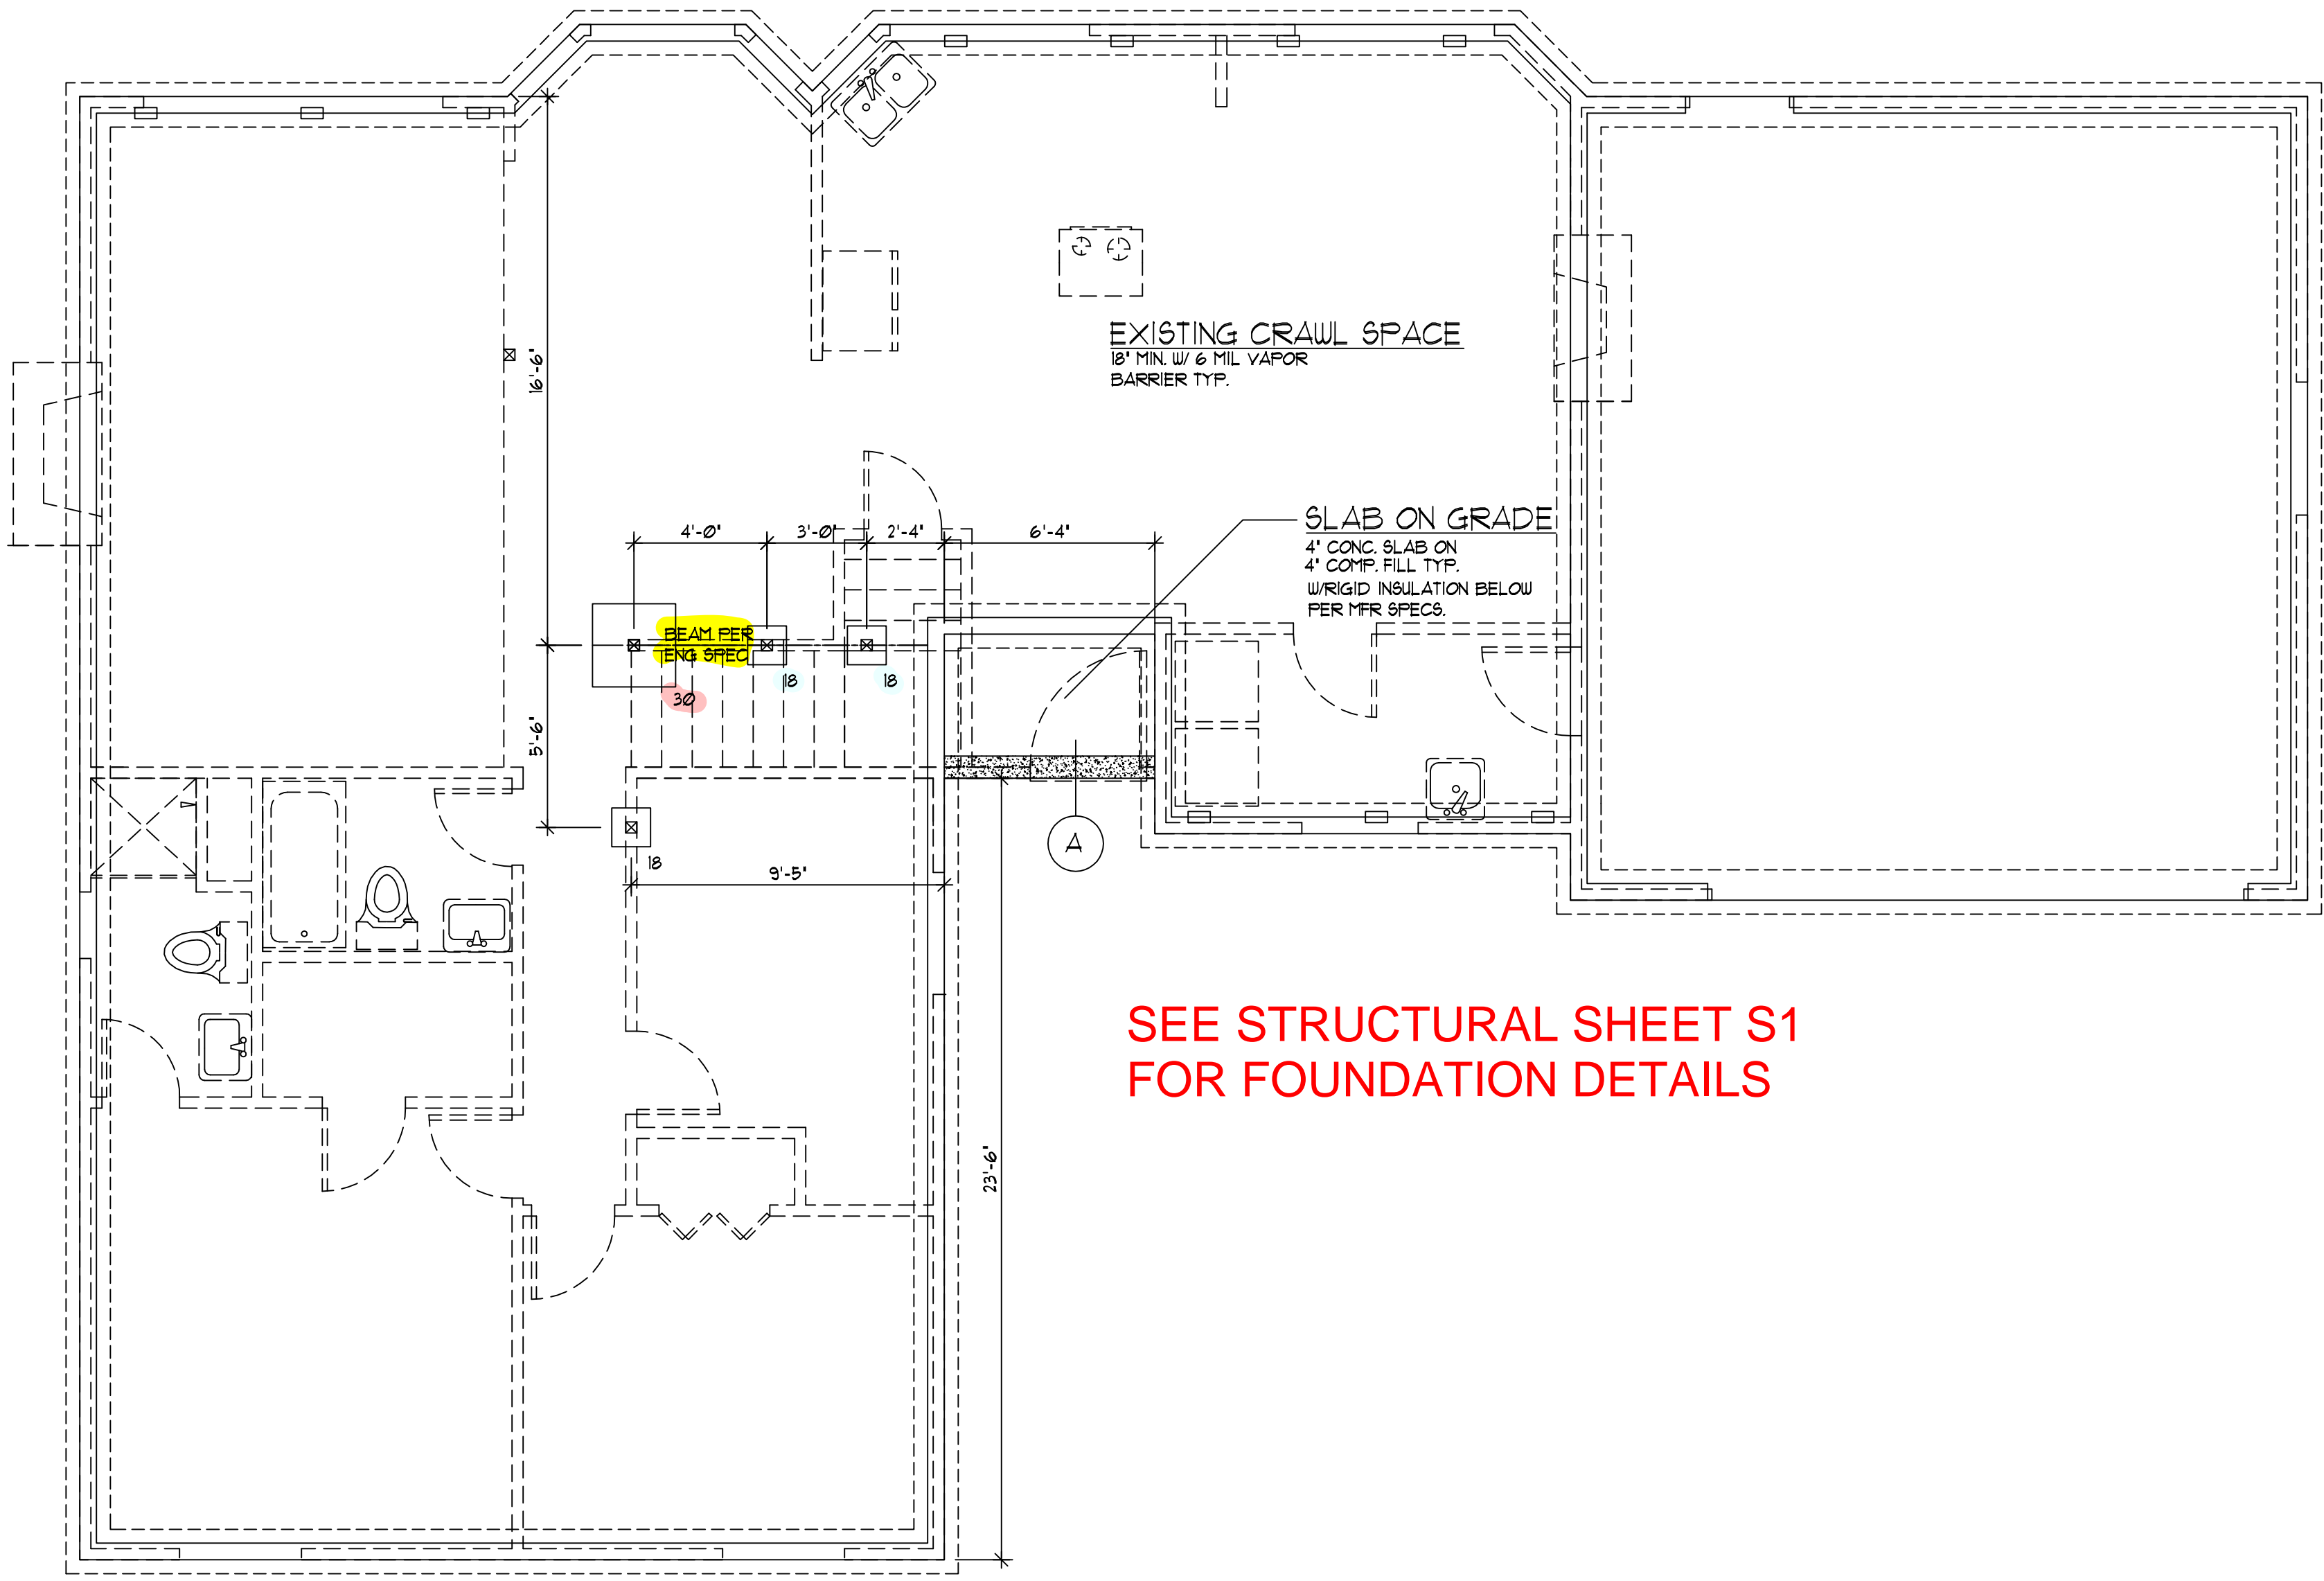 EXISTING CRAWL SPACE
18" MIN. W/ 6 MIL VAPOR
BARRIER TYP.
16'-6"
4'-0"
3'-0"
2'-4"
6'-4"
SLAB ON GRADE
4" CONC. SLAB ON
4" COMP. FILL TYP.
W/RIGID INSULATION BELOW
PER MFR SPECS.
BEAM PER
ENG SPEC
30
18
18
5'-6"
A
18
9'-5"
SEE STRUCTURAL SHEET S1
FOR FOUNDATION DETAILS
23'-6"